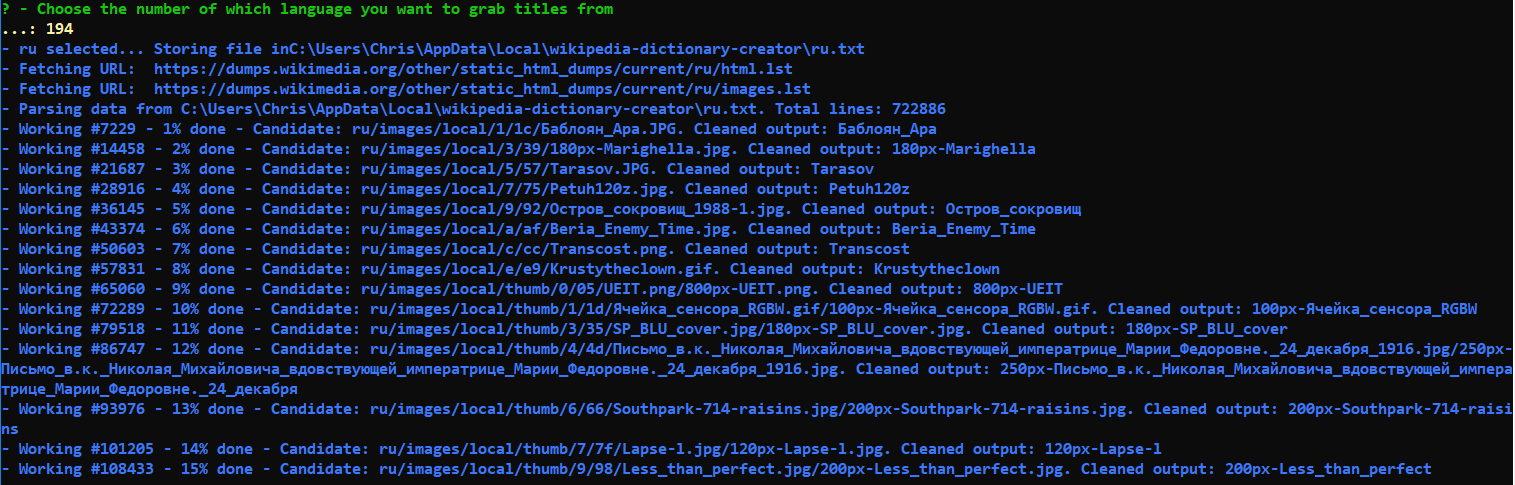 ? - Choose the number of which language you want to grab titles from
...: 194
- ru selected... Storing file inC:\Users\Chris\AppData\Local\wikipedia-dictionary-creator\ru.txt
- Fetching URL:  https://dumps.wikimedia.org/other/static_html_dumps/current/ru/html.lst
- Fetching URL:  https://dumps.wikimedia.org/other/static_html_dumps/current/ru/images.lst
- Parsing data from C:\Users\Chris\AppData\Local\wikipedia-dictionary-creator\ru.txt. Total lines: 722886
- Working #7229 - 1% done - Candidate: ru/images/local/1/1c/Баблоян_Ара.JPG. Cleaned output: Баблоян_Ара
- Working #14458 - 2% done - Candidate: ru/images/local/3/39/180px-Marighella.jpg. Cleaned output: 180px-Marighella
- Working #21687 - 3% done - Candidate: ru/images/local/5/57/Tarasov.JPG. Cleaned output: Tarasov
- Working #28916 - 4% done - Candidate: ru/images/local/7/75/Petuh120z.jpg. Cleaned output: Petuh120z
- Working #36145 - 5% done - Candidate: ru/images/local/9/92/Остров_сокровищ_1988-1.jpg. Cleaned output: Остров_сокровищ
- Working #43374 - 6% done - Candidate: ru/images/local/a/af/Beria_Enemy_Time.jpg. Cleaned output: Beria_Enemy_Time
- Working #50603 - 7% done - Candidate: ru/images/local/c/cc/Transcost.png. Cleaned output: Transcost
- Working #57831 - 8% done - Candidate: ru/images/local/e/e9/Krustytheclown.gif. Cleaned output: Krustytheclown
- Working #65060 - 9% done - Candidate: ru/images/local/thumb/0/05/UEIT.png/800px-UEIT.png. Cleaned output: 800px-UEIT
- Working #72289 - 10% done - Candidate: ru/images/local/thumb/1/1d/Ячейка_сенсора_RGBW.gif/100px-Ячейка_сенсора_RGBW.gif. Cleaned output: 100px-Ячейка_сенсора_RGBW
- Working #79518 - 11% done - Candidate: ru/images/local/thumb/3/35/SP_BLU_cover.jpg/180px-SP_BLU_cover.jpg. Cleaned output: 180px-SP_BLU_cover
- Working #86747 - 12% done - Candidate: ru/images/local/thumb/4/4d/Письмо_в.к._Николая_Михайловича_вдовствующей_императрице_Марии_Федоровне._24_декабря_1916.jpg/250px-
Письмо_в.к._Николая_Михайловича_вдовствующей_императрице_Марии_Федоровне._24_декабря_1916.jpg. Cleaned output: 250px-Письмо_в.к._Николая_Михайловича_вдовствующей_импера
трице_Марии_Федоровне._24_декабря
- Working #93976 - 13% done - Candidate: ru/images/local/thumb/6/66/Southpark-714-raisins.jpg/200px-Southpark-714-raisins.jpg. Cleaned output: 200px-Southpark-714-raisi
ns
- Working #101205 - 14% done - Candidate: ru/images/local/thumb/7/7f/Lapse-l.jpg/120px-Lapse-l.jpg. Cleaned output: 120px-Lapse-l
- Working #108433 - 15% done - Candidate: ru/images/local/thumb/9/98/Less_than_perfect.jpg/200px-Less_than_perfect.jpg. Cleaned output: 200px-Less_than_perfect